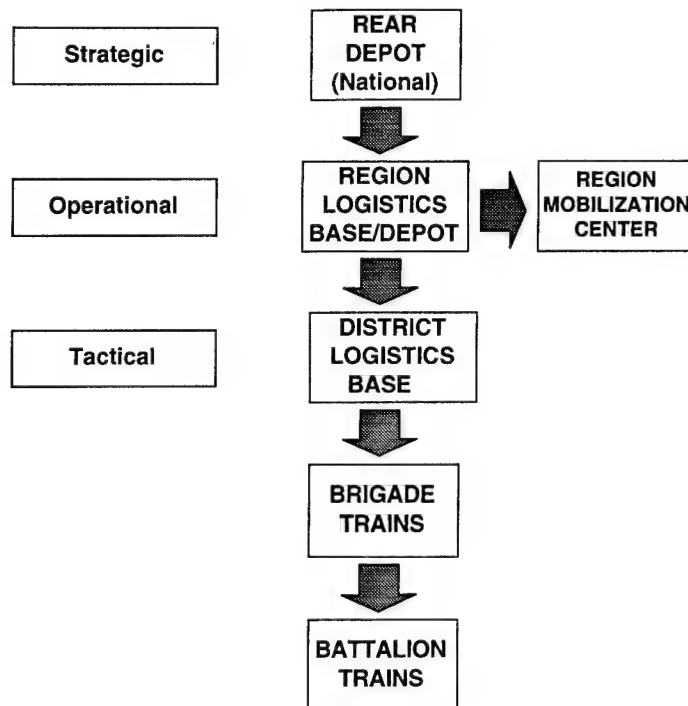 Strategic
REAR
DEPOT
(National)
Operational
REGION
LOGISTICS
BASE/DEPOT
REGION
MOBILIZATION
CENTER
Tactical
DISTRICT
LOGISTICS
BASE
BRIGADE
TRAINS
BATTALION
TRAINS